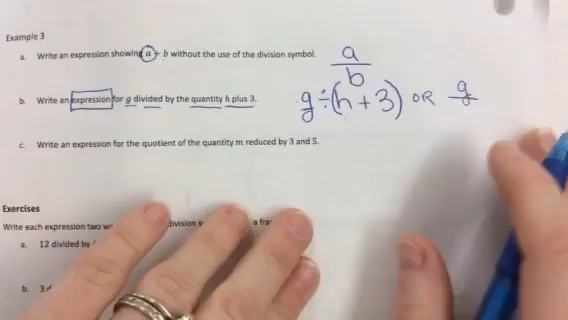 Example 3
a. Write an expression showing a ÷ b without the use of the division symbol.
a
b
b. Write an expression for g divided by the quantity h plus 3.
g÷(h+3) OR g
c. Write an expression for the quotient of the quantity m reduced by 3 and 5.
Exercises
Write each expression two division a
a. 12 divided by
b. 3